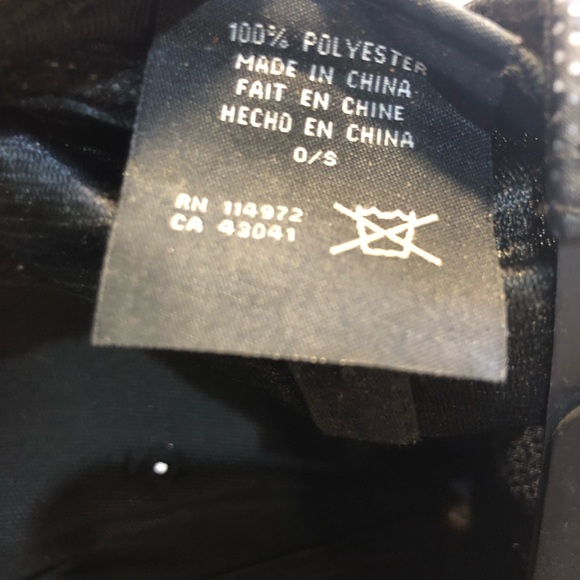 100% POLYESTER
MADE IN CHINA
FAIT EN CHINE
HECHO EN CHINA
O/S
RN 114972
CA 43041